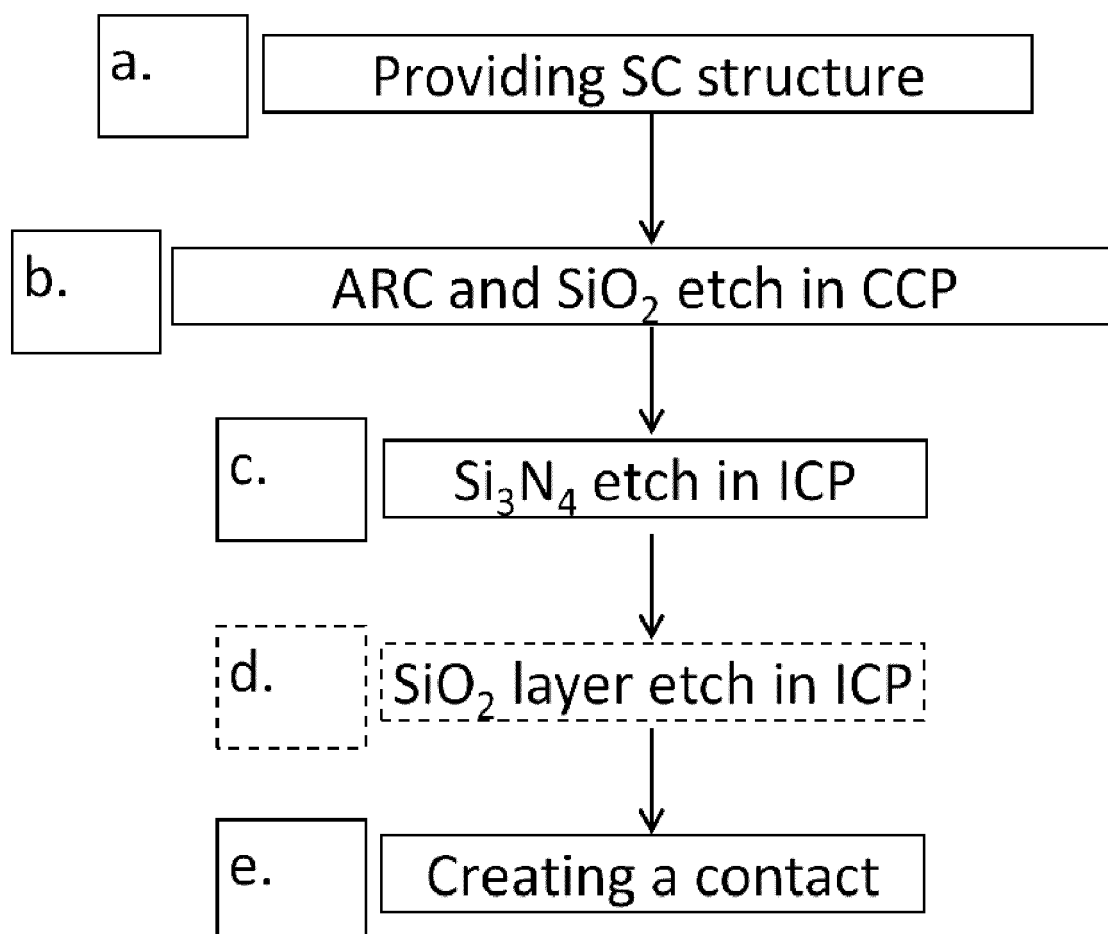 a.
Providing SC structure
b.
ARC and SiO₂ etch in CCP
c.
Si₃N₄ etch in ICP
d.
SiO₂ layer etch in ICP
e.
Creating a contact